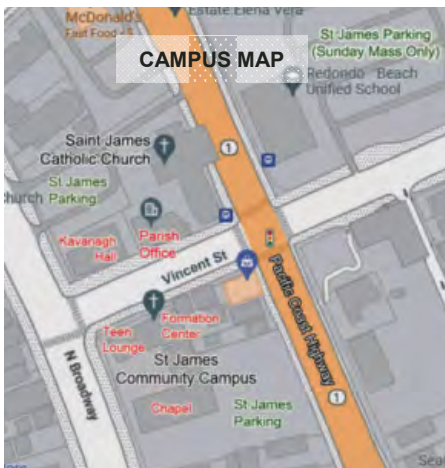 McDonald's
Fast Food • $
Estate Elena Vera
CAMPUS MAP
St James Parking
(Sunday Mass Only)
Redondo Beach
Unified School
Saint James
Catholic Church
1
St James
Parking
Church
Kavanagh
Hall
Parish
Office
Vincent St
Pacific Coast Highway
Teen
Lounge
Formation
Center
N Broadway
St James
Community Campus
Chapel
St James
Parking
1
Sea